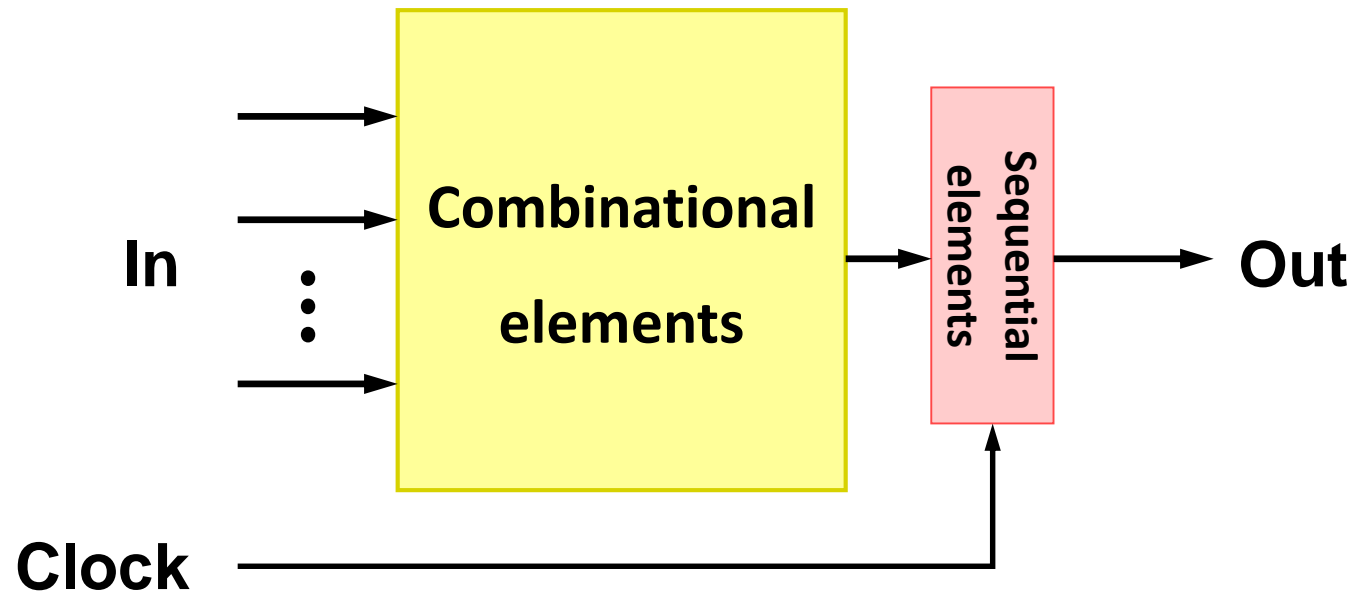 In
Combinational
elements
Sequential
elements
Out
Clock